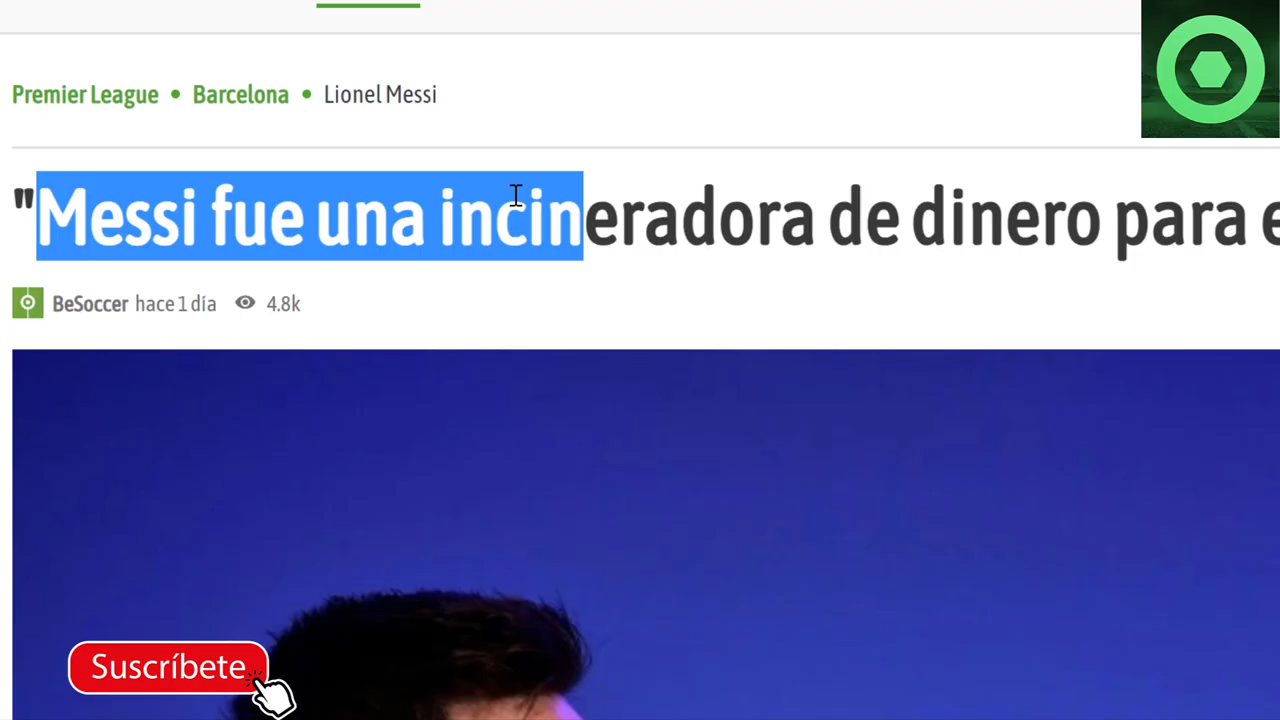 Premier League • Barcelona • Lionel Messi
"Messi fue una incineradora de dinero para
BeSoccer hace 1 día 4.8k
Suscríbete